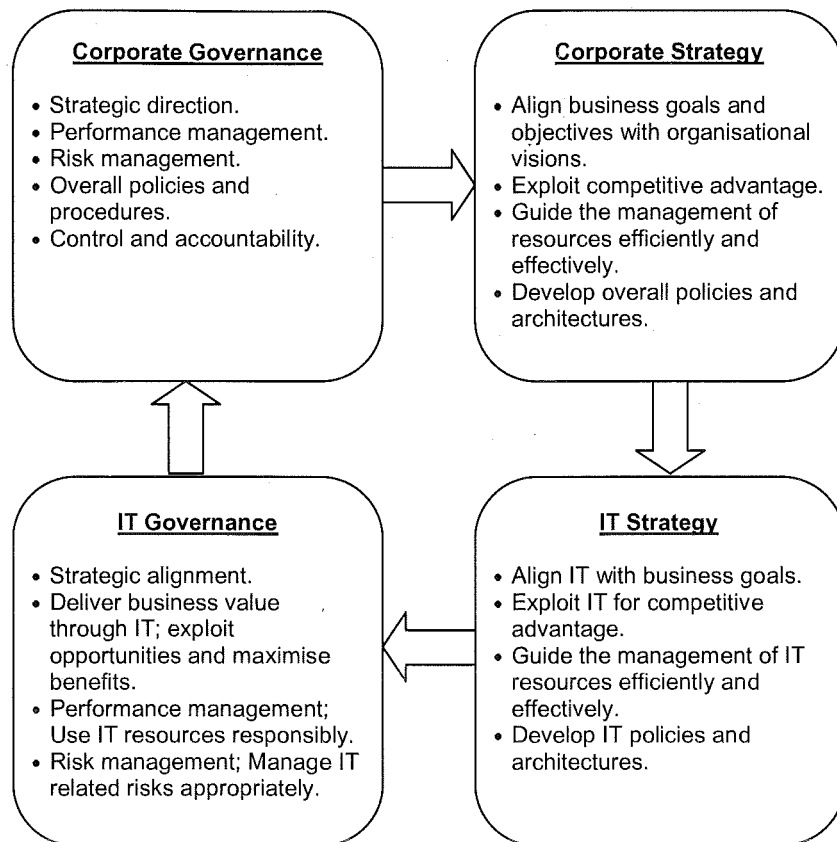 Corporate Governance
• Strategic direction.
• Performance management.
• Risk management.
• Overall policies and
procedures.
• Control and accountability.
Corporate Strategy
• Align business goals and
objectives with organisational
visions.
• Exploit competitive advantage.
• Guide the management of
resources efficiently and
effectively.
• Develop overall policies and
architectures.
IT Governance
• Strategic alignment.
• Deliver business value
through IT; exploit
opportunities and maximise
benefits.
• Performance management;
Use IT resources responsibly.
• Risk management; Manage IT
related risks appropriately.
IT Strategy
• Align IT with business goals.
• Exploit IT for competitive
advantage.
• Guide the management of IT
resources efficiently and
effectively.
• Develop IT policies and
architectures.